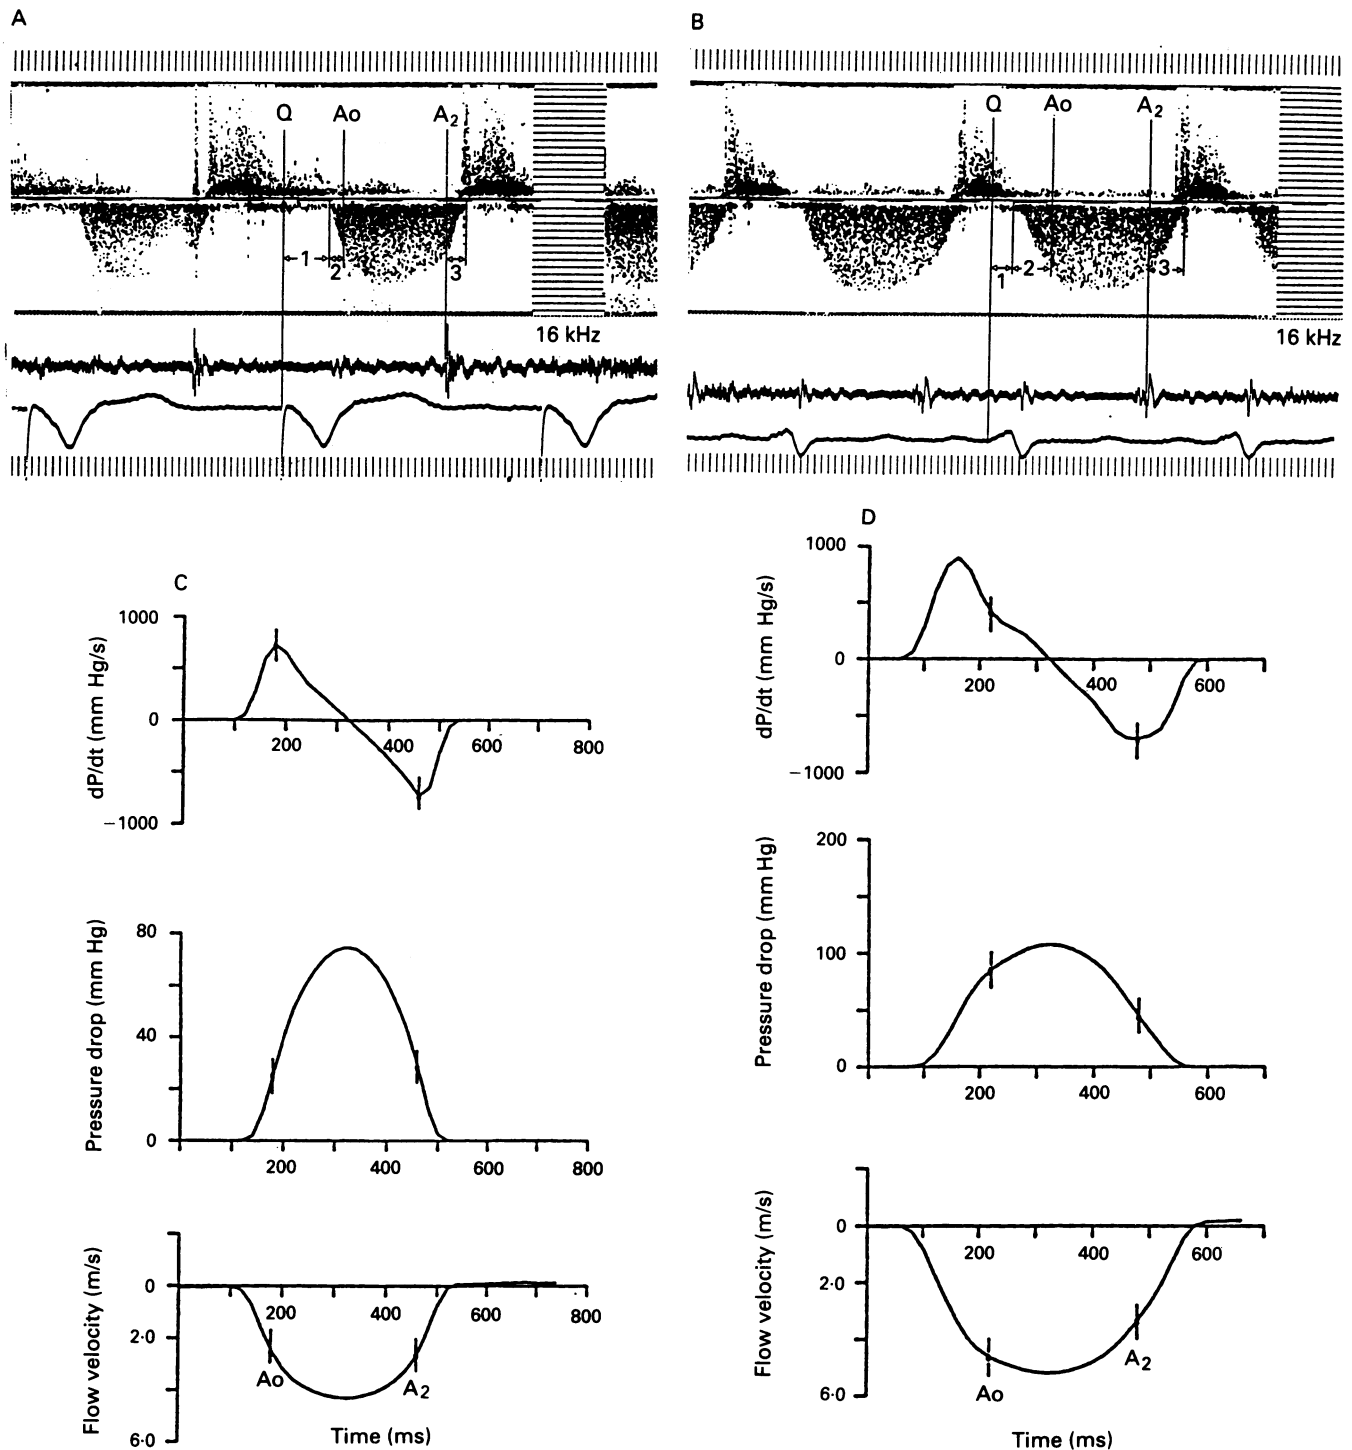 A
Q Ao A2
1 2 3
16 kHz
B
Q Ao A2
1 2 3
16 kHz
C
dP/dt (mm Hg/s)
1000
0
−1000
200 400 600 800
Pressure drop (mm Hg)
80
40
0
200 400 600 800
Flow velocity (m/s)
0
2·0
6·0
200 400 600 800
Ao A2
Time (ms)
D
dP/dt (mm Hg/s)
1000
0
−1000
200 400 600
Pressure drop (mm Hg)
200
100
0
200 400 600
Flow velocity (m/s)
0
2·0
6·0
200 400 600
Ao A2
Time (ms)